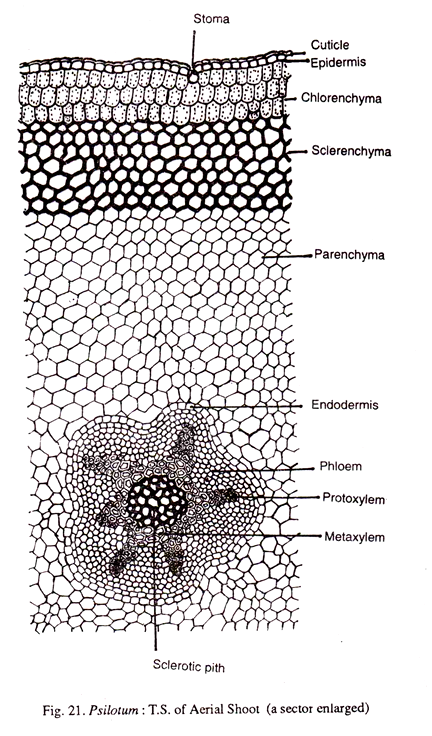 Stoma
Cuticle
Epidermis
Chlorenchyma
Sclerenchyma
Parenchyma
Endodermis
Phloem
Protoxylem
Metaxylem
Sclerotic pith
Fig. 21. Psilotum : T.S. of Aerial Shoot (a sector enlarged)